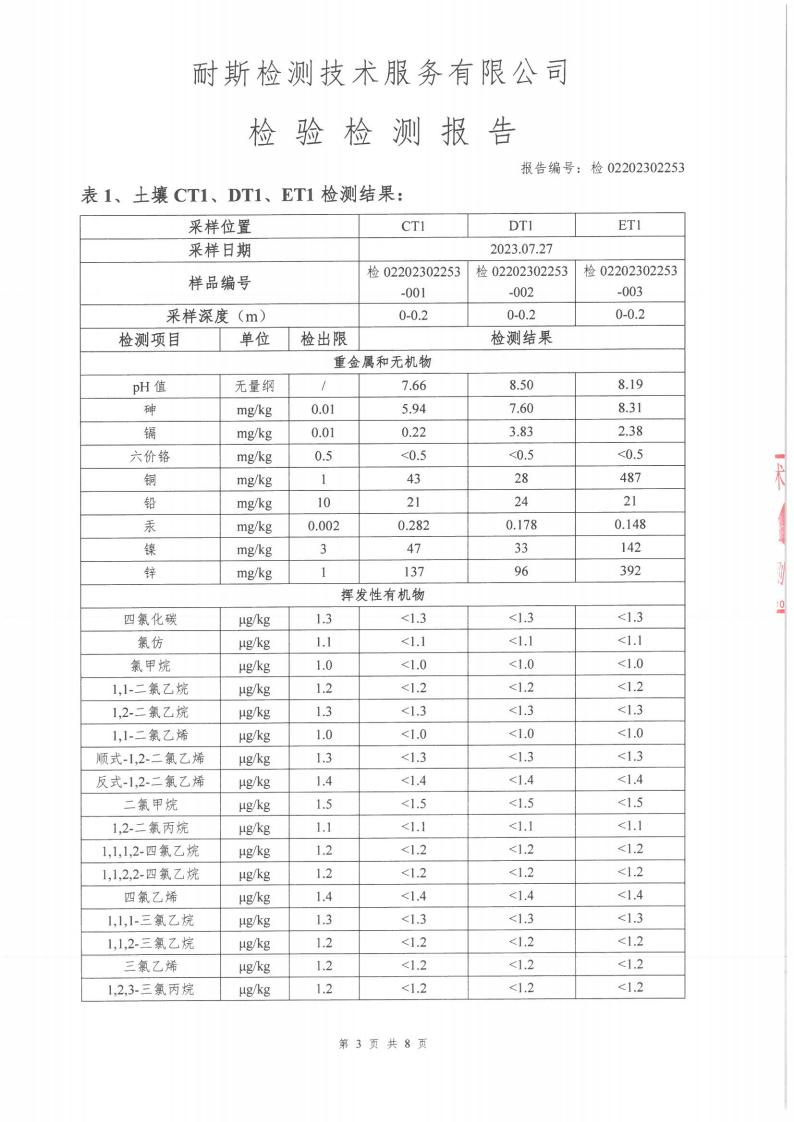 耐斯检测技术服务有限公司
检验检测报告
报告编号：检 02202302253
表 1、土壤 CT1、DT1、ET1 检测结果：
采样位置 CT1 DT1 ET1
采样日期 2023.07.27
样品编号 检 02202302253-001 检 02202302253-002 检 02202302253-003
采样深度（m） 0-0.2 0-0.2 0-0.2
检测项目 单位 检出限 检测结果
重金属和无机物
pH 值 无量纲 / 7.66 8.50 8.19
砷 mg/kg 0.01 5.94 7.60 8.31
镉 mg/kg 0.01 0.22 3.83 2.38
六价铬 mg/kg 0.5 <0.5 <0.5 <0.5
铜 mg/kg 1 43 28 487
铅 mg/kg 10 21 24 21
汞 mg/kg 0.002 0.282 0.178 0.148
镍 mg/kg 3 47 33 142
锌 mg/kg 1 137 96 392
挥发性有机物
四氯化碳 μg/kg 1.3 <1.3 <1.3 <1.3
氯仿 μg/kg 1.1 <1.1 <1.1 <1.1
氯甲烷 μg/kg 1.0 <1.0 <1.0 <1.0
1,1-二氯乙烷 μg/kg 1.2 <1.2 <1.2 <1.2
1,2-二氯乙烷 μg/kg 1.3 <1.3 <1.3 <1.3
1,1-二氯乙烯 μg/kg 1.0 <1.0 <1.0 <1.0
顺式-1,2-二氯乙烯 μg/kg 1.3 <1.3 <1.3 <1.3
反式-1,2-二氯乙烯 μg/kg 1.4 <1.4 <1.4 <1.4
二氯甲烷 μg/kg 1.5 <1.5 <1.5 <1.5
1,2-二氯丙烷 μg/kg 1.1 <1.1 <1.1 <1.1
1,1,1,2-四氯乙烷 μg/kg 1.2 <1.2 <1.2 <1.2
1,1,2,2-四氯乙烷 μg/kg 1.2 <1.2 <1.2 <1.2
四氯乙烯 μg/kg 1.4 <1.4 <1.4 <1.4
1,1,1-三氯乙烷 μg/kg 1.3 <1.3 <1.3 <1.3
1,1,2-三氯乙烷 μg/kg 1.2 <1.2 <1.2 <1.2
三氯乙烯 μg/kg 1.2 <1.2 <1.2 <1.2
1,2,3-三氯丙烷 μg/kg 1.2 <1.2 <1.2 <1.2
第 3 页 共 8 页